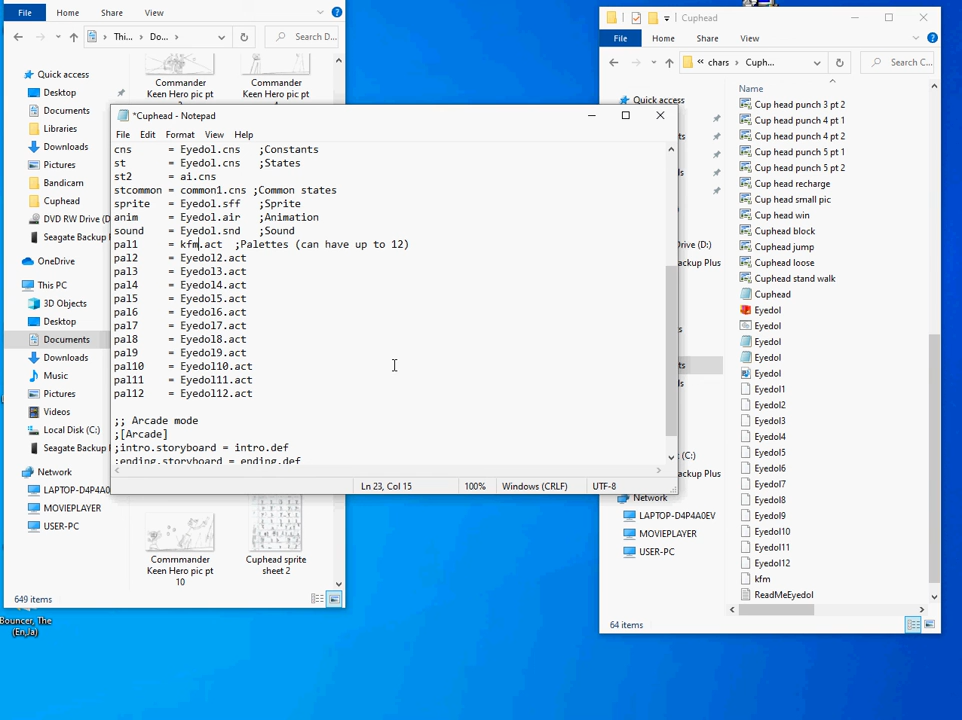 File
Home
Share
View
Thi...
Do...
Search D...
Quick access
Desktop
Documents
Libraries
Downloads
Pictures
Bandicam
Cuphead
DVD RW Drive (D:
Seagate Backup P
OneDrive
This PC
3D Objects
Desktop
Documents
Downloads
Music
Pictures
Videos
Local Disk (C:)
Seagate Backup P
Network
LAPTOP-D4P4A0
MOVIEPLAYER
USER-PC
Commander
Keen Hero pic pt
Commander
Keen Hero pic pt
Commmander
Keen Hero pic pt
10
Cuphead sprite
sheet 2
649 items
Bouncer, The
(En,Ja)
*Cuphead - Notepad
File
Edit
Format
View
Help
cns = Eyedol.cns ;Constants
st = Eyedol.cns ;States
st2 = ai.cns
stcommon = common1.cns ;Common states
sprite = Eyedol.sff ;Sprite
anim = Eyedol.air ;Animation
sound = Eyedol.snd ;Sound
pal1 = kfm.act ;Palettes (can have up to 12)
pal2 = Eyedol2.act
pal3 = Eyedol3.act
pal4 = Eyedol4.act
pal5 = Eyedol5.act
pal6 = Eyedol6.act
pal7 = Eyedol7.act
pal8 = Eyedol8.act
pal9 = Eyedol9.act
pal10 = Eyedol10.act
pal11 = Eyedol11.act
pal12 = Eyedol12.act
;; Arcade mode
;[Arcade]
;intro.storyboard = intro.def
;ending.storyboard = ending.def
Ln 23, Col 15
100%
Windows (CRLF)
UTF-8
Cuphead
File
Home
Share
View
« chars
Cuph...
Search C...
Quick access
rive (D:)
ackup Plus
ackup Plus
(C:)
ackup Plus
Network
LAPTOP-D4P4A0EV
MOVIEPLAYER
USER-PC
Name
Cup head punch 3 pt 2
Cup head punch 4 pt 1
Cup head punch 4 pt 2
Cup head punch 5 pt 1
Cup head punch 5 pt 2
Cup head recharge
Cup head small pic
Cup head win
Cuphead block
Cuphead jump
Cuphead loose
Cuphead stand walk
Cuphead
Eyedol
Eyedol
Eyedol
Eyedol
Eyedol
Eyedol1
Eyedol2
Eyedol3
Eyedol4
Eyedol5
Eyedol6
Eyedol7
Eyedol8
Eyedol9
Eyedol10
Eyedol11
Eyedol12
kfm
ReadMeEyedol
64 items